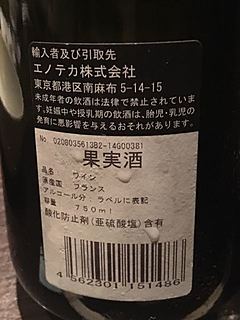 輸入者及び引取先
エノテカ株式会社
東京都港区南麻布 5-14-15
未成年者の飲酒は法律で禁止されていま
す。妊娠中や授乳期の飲酒は、胎児・乳児の
発育に悪影響を与えるおそれがあります。
No 0208035613B2-14G00381
果実酒
品名 ワイン
原産国 フランス
アルコール分 : ラベルに表記
容量 750ml
酸化防止剤(亜硫酸塩)含有
4 562301 151486